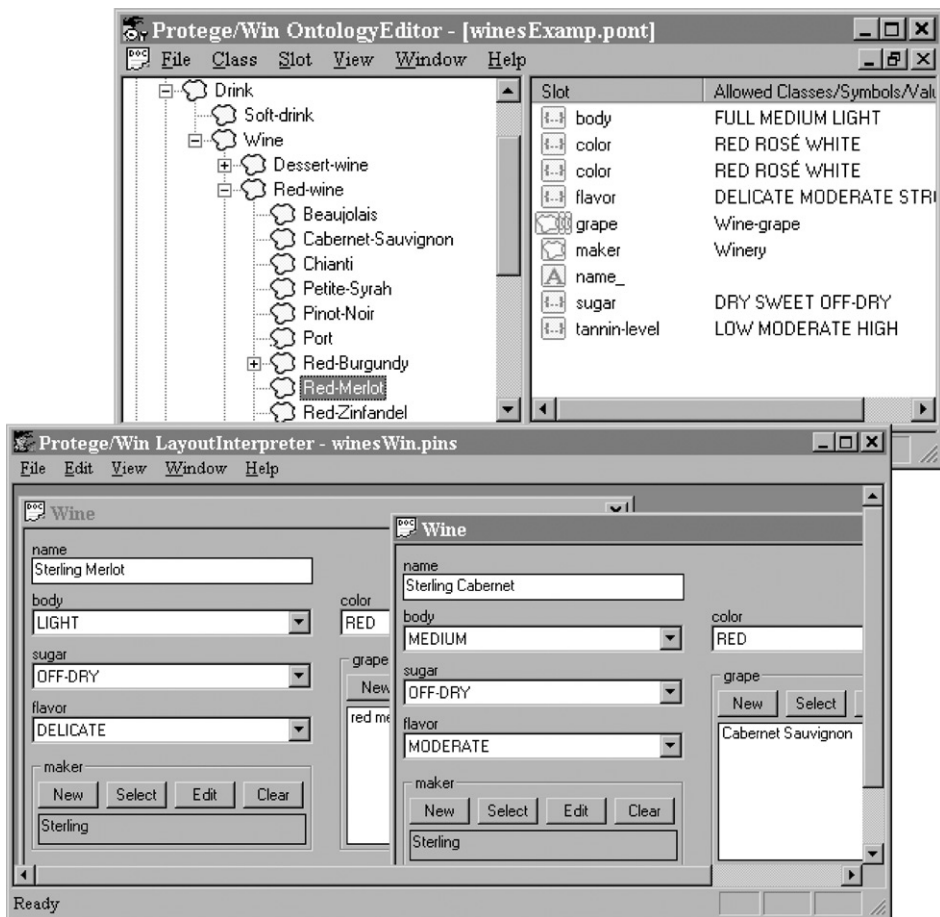 Protege/Win OntologyEditor - [winesExamp.pont]
File Class Slot View Window Help
Drink
Soft-drink
Wine
Dessert-wine
Red-wine
Beaujolais
Cabernet-Sauvignon
Chianti
Petite-Syrah
Pinot-Noir
Port
Red-Burgundy
Red-Merlot
Red-Zinfandel
Slot Allowed Classes/Symbols/Valu
body FULL MEDIUM LIGHT
color RED ROSÉ WHITE
color RED ROSÉ WHITE
flavor DELICATE MODERATE STRO
grape Wine-grape
maker Winery
name_
sugar DRY SWEET OFF-DRY
tannin-level LOW MODERATE HIGH
Protege/Win LayoutInterpreter - winesWin.pins
File Edit View Window Help
Wine
name
Sterling Merlot
body
LIGHT
color
RED
sugar
OFF-DRY
grape
New
red me
flavor
DELICATE
maker
New Select Edit Clear
Sterling
Wine
name
Sterling Cabernet
body
MEDIUM
color
RED
sugar
OFF-DRY
grape
New Select
Cabernet Sauvignon
flavor
MODERATE
maker
New Select Edit Clear
Sterling
Ready